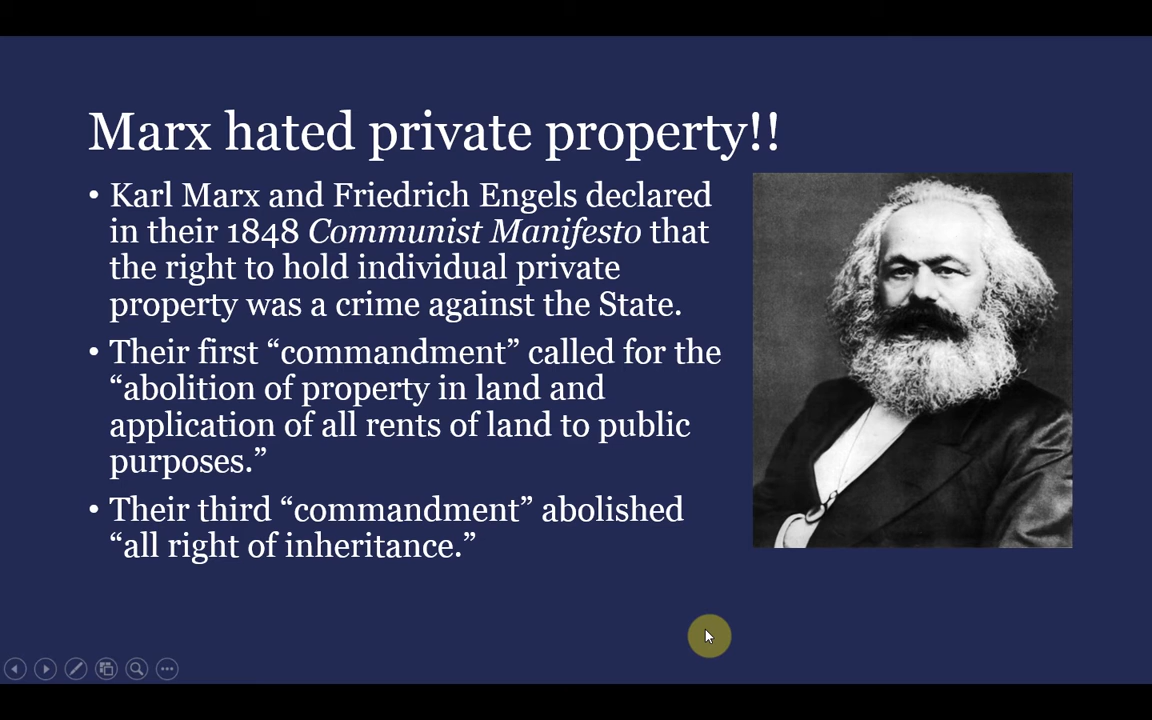 Marx hated private property!!
• Karl Marx and Friedrich Engels declared
in their 1848 Communist Manifesto that
the right to hold individual private
property was a crime against the State.
• Their first “commandment” called for the
“abolition of property in land and
application of all rents of land to public
purposes.”
• Their third “commandment” abolished
“all right of inheritance.”